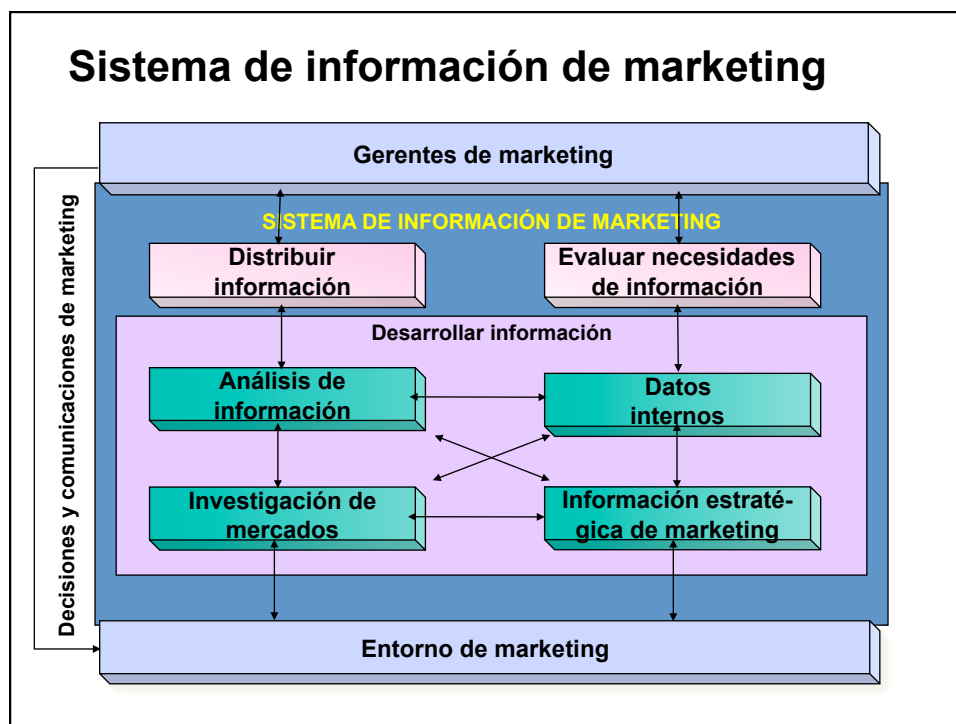 Sistema de información de marketing
Gerentes de marketing
SISTEMA DE INFORMACIÓN DE MARKETING
Distribuir
información
Evaluar necesidades
de información
Desarrollar información
Análisis de
información
Datos
internos
Investigación de
mercados
Información estraté-
gica de marketing
Entorno de marketing
Decisiones y comunicaciones de marketing